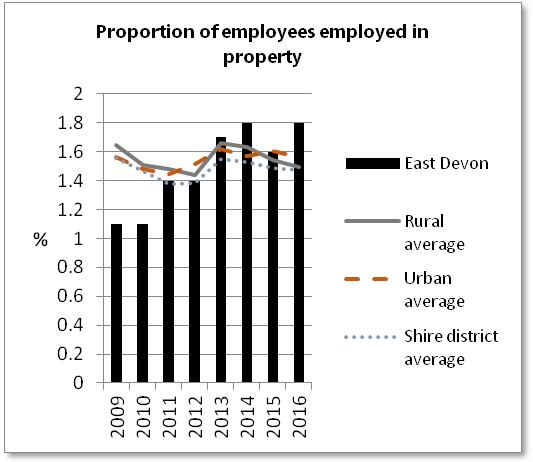 Proportion of employees employed in
property
2
1.8
1.6
1.4
1.2
1
0.8
0.6
0.4
0.2
0
%
2009
2010
2011
2012
2013
2014
2015
2016
East Devon
Rural
average
Urban
average
Shire district
average